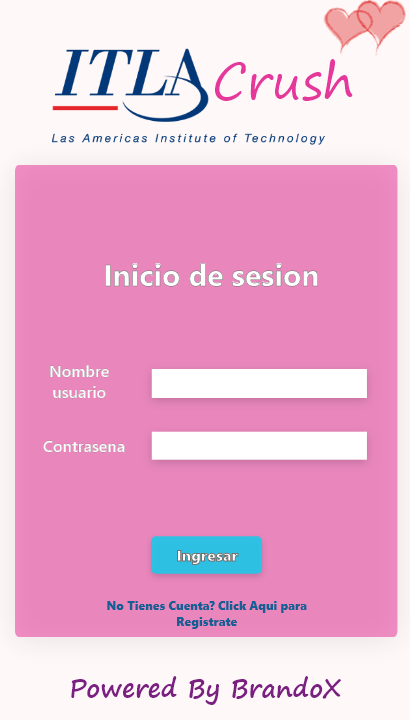 ITLA Crush
Las Americas Institute of Technology
Inicio de sesion
Nombre
usuario
Contrasena
Ingresar
No Tienes Cuenta? Click Aqui para
Registrate
Powered By BrandoX